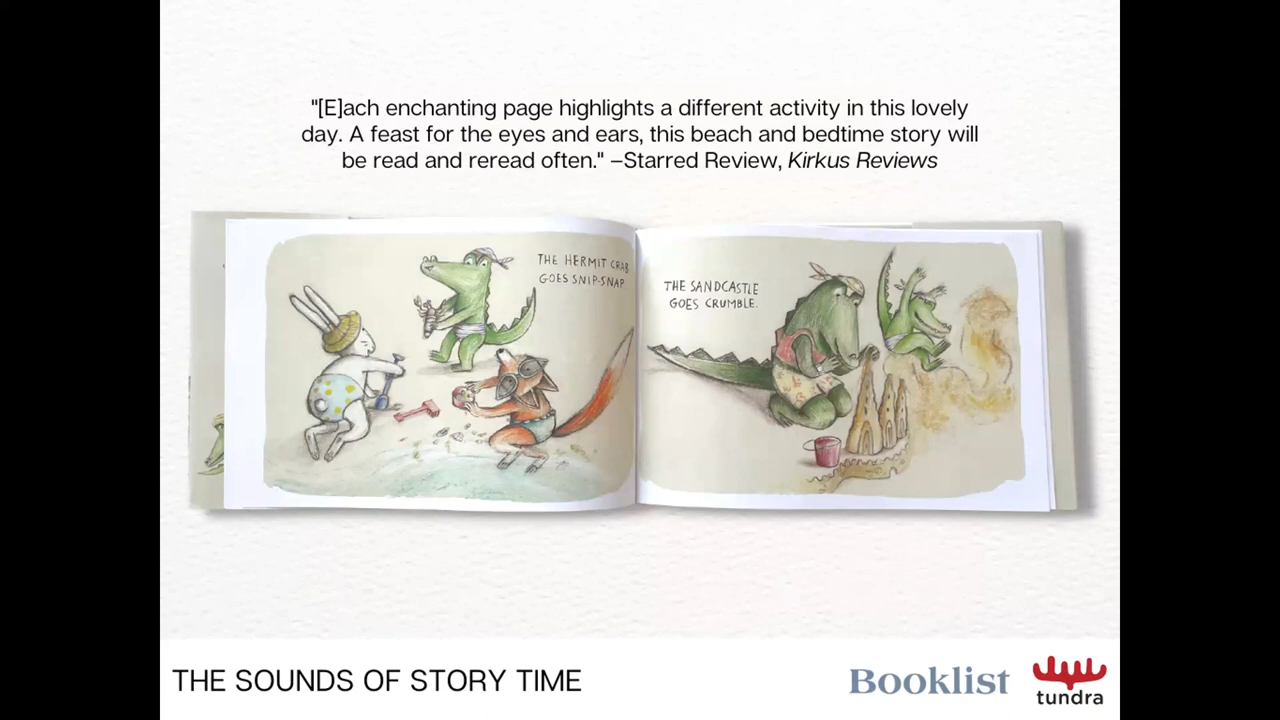 "[E]ach enchanting page highlights a different activity in this lovely
day. A feast for the eyes and ears, this beach and bedtime story will
be read and reread often." –Starred Review, Kirkus Reviews
THE HERMIT CRAB
GOES SNIP-SNAP
THE SANDCASTLE
GOES CRUMBLE.
THE SOUNDS OF STORY TIME
Booklist
tundra